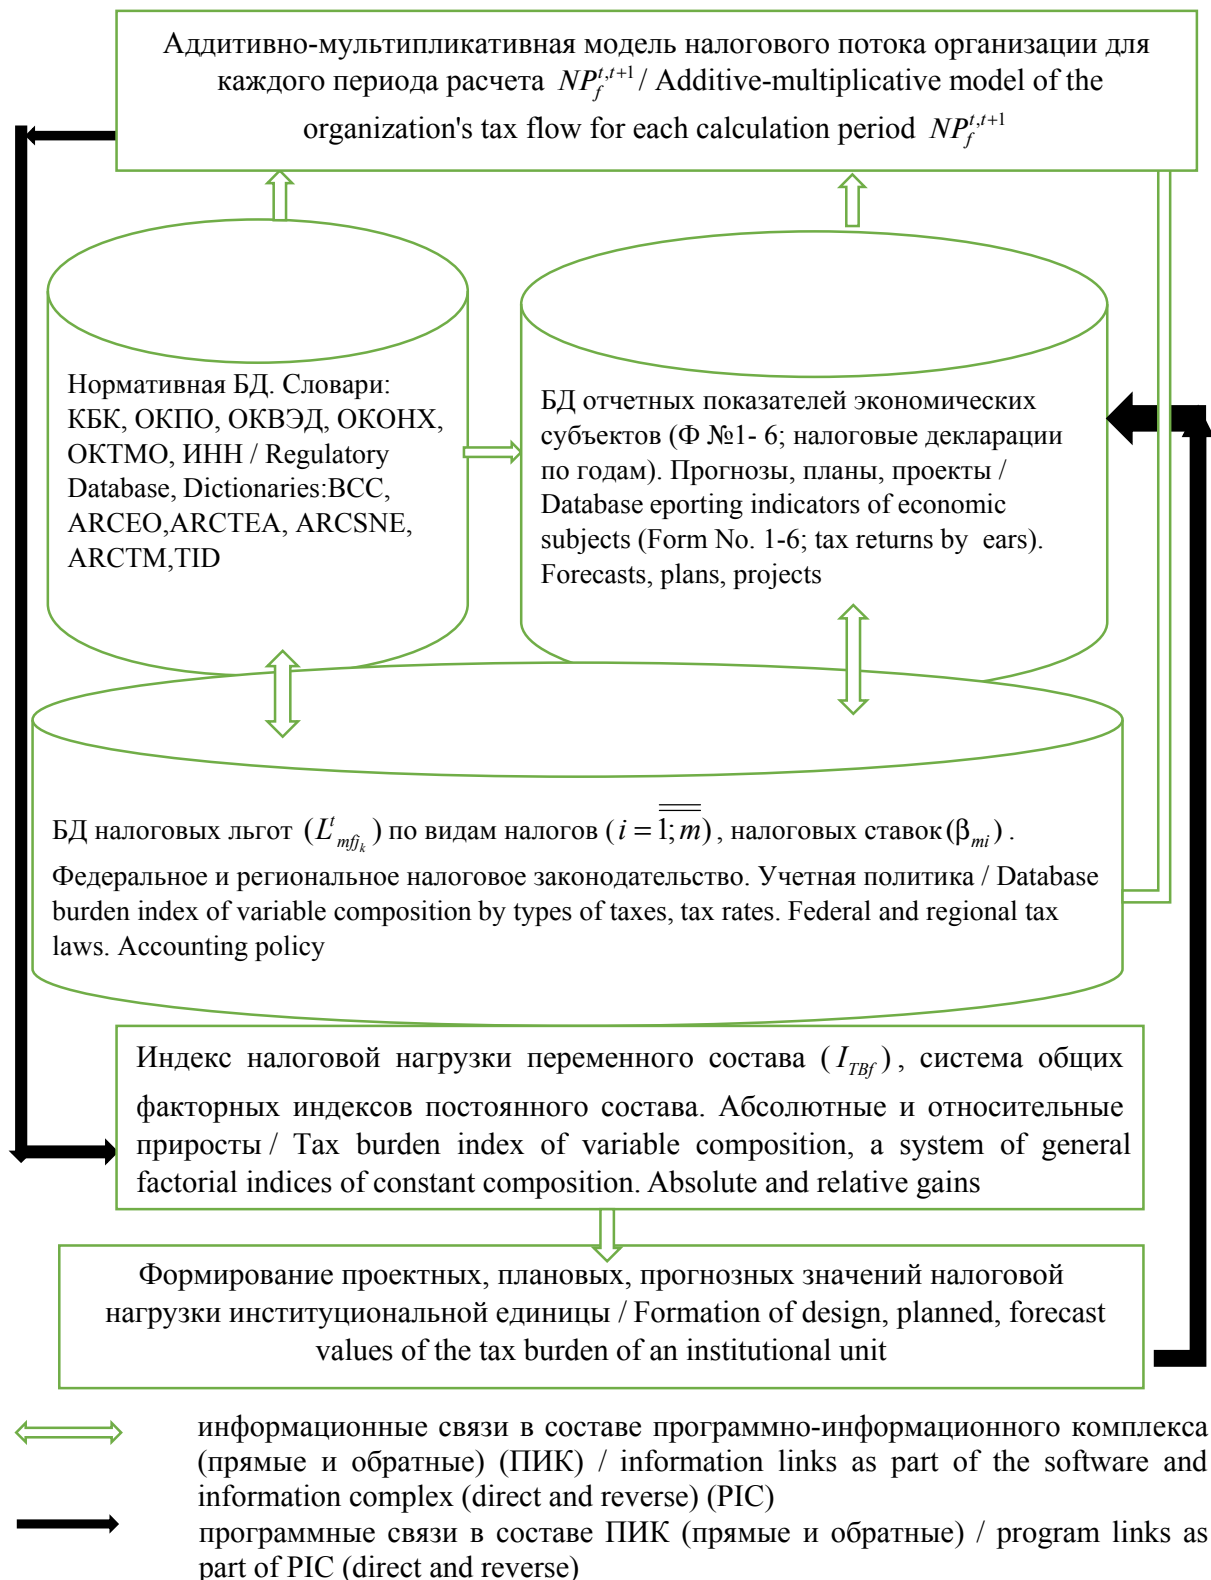 Аддитивно-мультипликативная модель налогового потока организации для
каждого периода расчета NP_f^{t,t+1} / Additive-multiplicative model of the
organization's tax flow for each calculation period NP_f^{t,t+1}
Нормативная БД. Словари:
КБК, ОКПО, ОКВЭД, ОКОНХ,
ОКТМО, ИНН / Regulatory
Database, Dictionaries:BCC,
ARCEO,ARCTEA, ARCSNE,
ARCTM,TID
БД отчетных показателей экономических
субъектов (Ф №1- 6; налоговые декларации
по годам). Прогнозы, планы, проекты /
Database eporting indicators of economic
subjects (Form No. 1-6; tax returns by ears).
Forecasts, plans, projects
БД налоговых льгот (L^t_{mfj_k}) по видам налогов (i = \overline{\overline{1;m}}), налоговых ставок(β_{mi}) .
Федеральное и региональное налоговое законодательство. Учетная политика / Database
burden index of variable composition by types of taxes, tax rates. Federal and regional tax
laws. Accounting policy
Индекс налоговой нагрузки переменного состава (I_{TBf}), система общих
факторных индексов постоянного состава. Абсолютные и относительные
приросты / Tax burden index of variable composition, a system of general
factorial indices of constant composition. Absolute and relative gains
Формирование проектных, плановых, прогнозных значений налоговой
нагрузки институциональной единицы / Formation of design, planned, forecast
values of the tax burden of an institutional unit
информационные связи в составе программно-информационного комплекса
(прямые и обратные) (ПИК) / information links as part of the software and
information complex (direct and reverse) (PIC)
программные связи в составе ПИК (прямые и обратные) / program links as
part of PIC (direct and reverse)